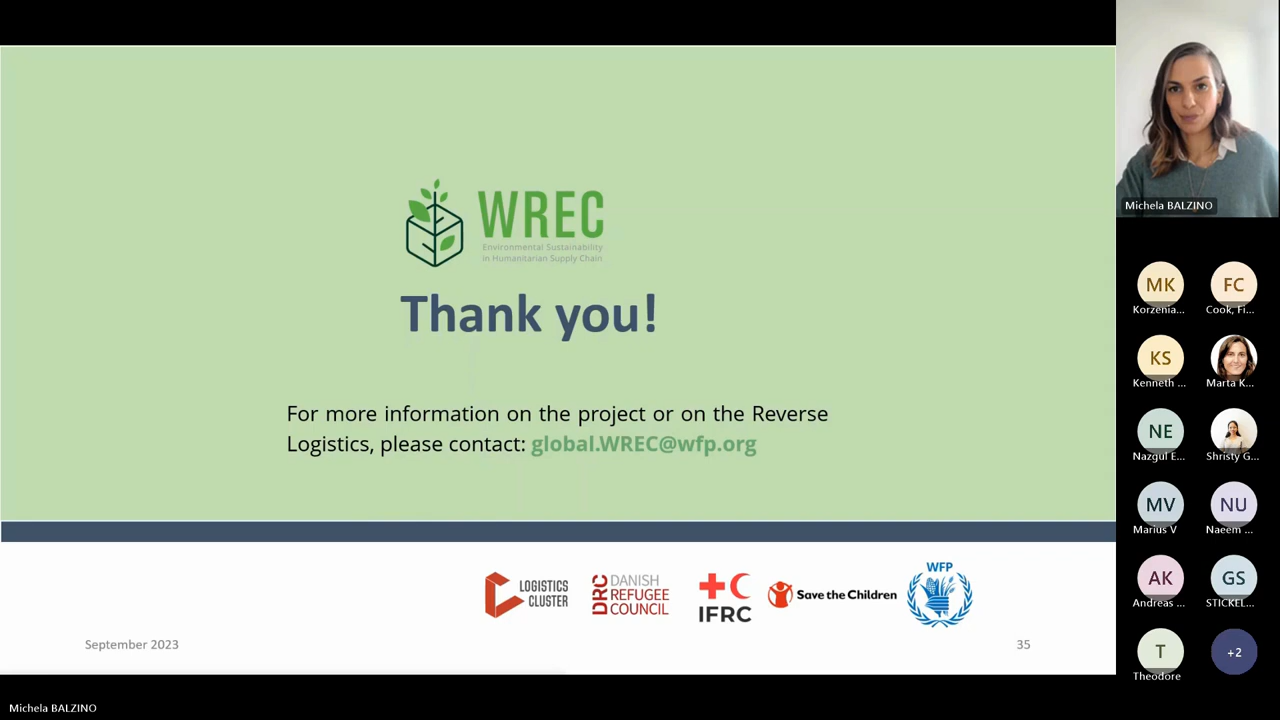 WREC
Environmental Sustainability
in Humanitarian Supply Chain
Thank you!
For more information on the project or on the Reverse
Logistics, please contact: global.WREC@wfp.org
LOGISTICS
CLUSTER
DRC DANISH
REFUGEE
COUNCIL
IFRC
Save the Children
WFP
September 2023
35
Michela BALZINO
MK
FC
Korzenia...
Cook, Fi...
KS
Kenneth ...
Marta K...
NE
Nazgul E...
Shristy G...
MV
NU
Marius V
Naeem ...
AK
GS
Andreas ...
STICKEL...
T
+2
Theodore
Michela BALZINO